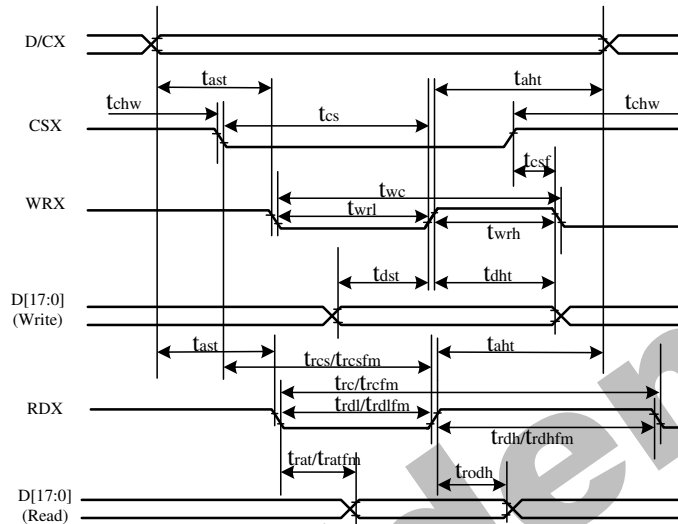 D/CX
tast
taht
tchw
tcs
tchw
CSX
tcsf
twc
WRX
twrl
twrh
tdst
tdht
D[17:0]
(Write)
tast
taht
trcs/trcsfm
trc/trcfm
RDX
trdl/trdlfm
trdh/trdhfm
trat/tratfm
trodh
D[17:0]
(Read)